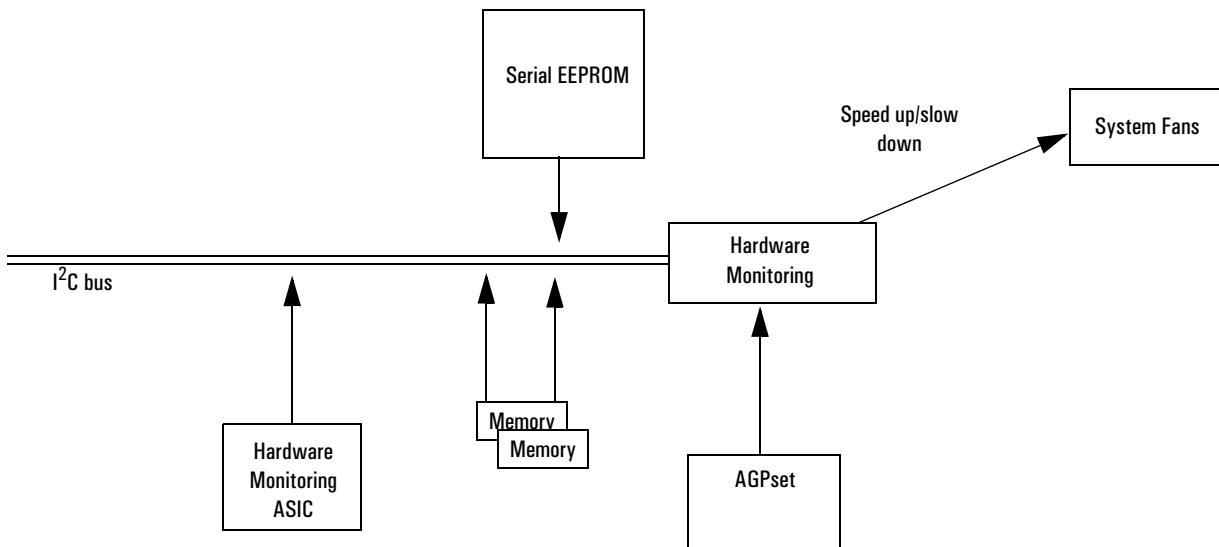 Serial EEPROM
Speed up/slow
down
System Fans
Hardware
Monitoring
I²C bus
Memory
Memory
Hardware
Monitoring
ASIC
AGPset